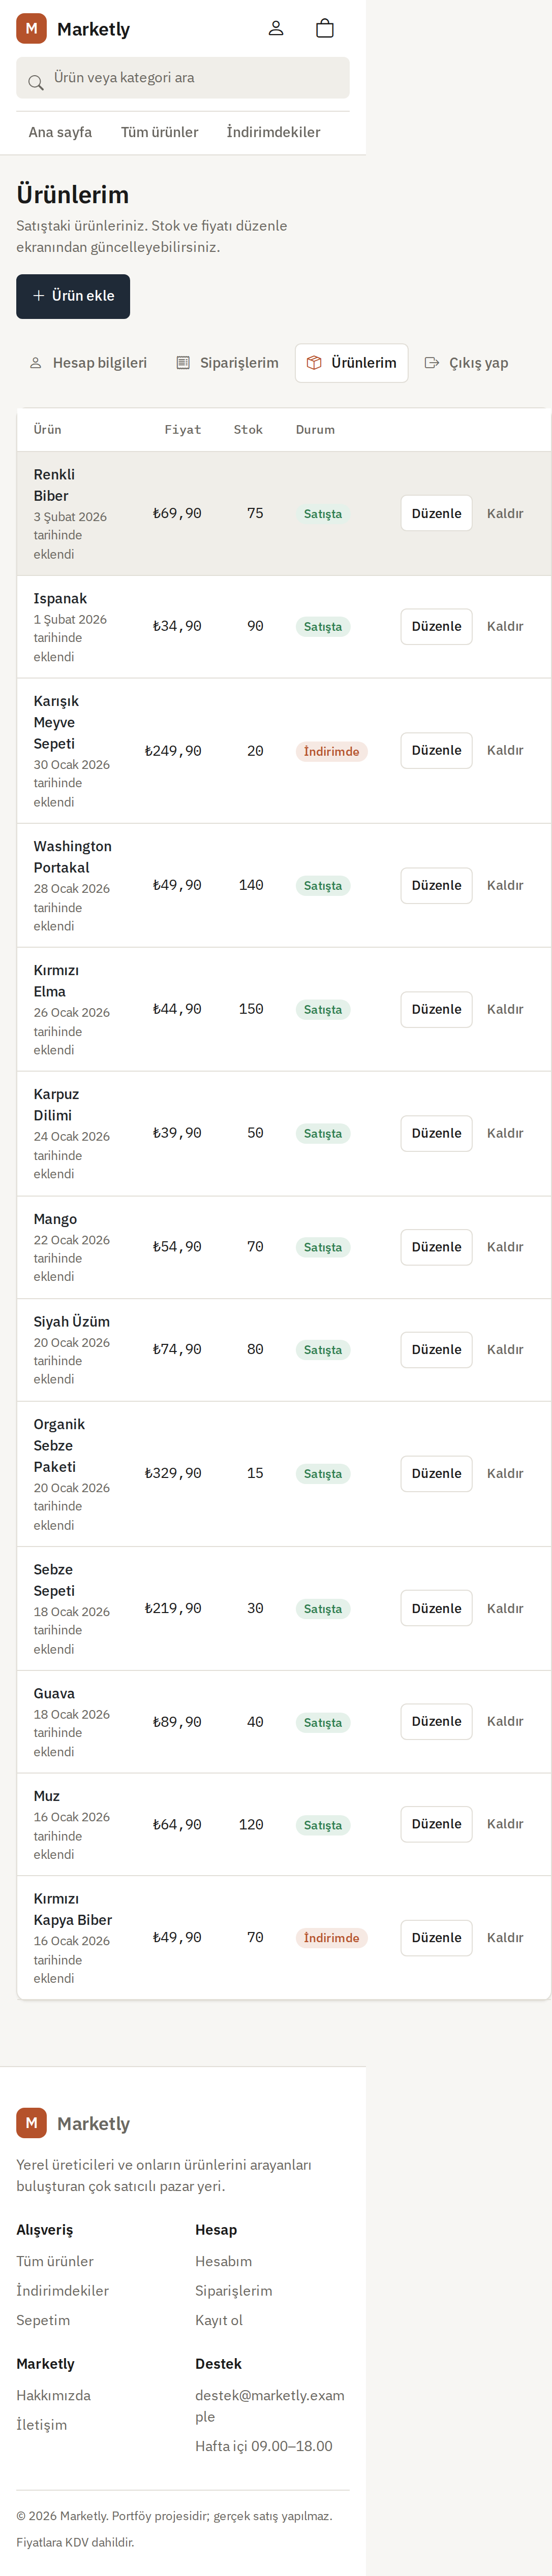 M Marketly
Ürün veya kategori ara
Ana sayfa Tüm ürünler İndirimdekiler
Ürünlerim
Satıştaki ürünleriniz. Stok ve fiyatı düzenle
ekranından güncelleyebilirsiniz.
+ Ürün ekle
Hesap bilgileri Siparişlerim Ürünlerim Çıkış yap
Ürün Fiyat Stok Durum
Renkli
Biber
3 Şubat 2026
tarihinde
eklendi
₺69,90 75 Satışta Düzenle Kaldır
Ispanak
1 Şubat 2026
tarihinde
eklendi
₺34,90 90 Satışta Düzenle Kaldır
Karışık
Meyve
Sepeti
30 Ocak 2026
tarihinde
eklendi
₺249,90 20 İndirimde Düzenle Kaldır
Washington
Portakal
28 Ocak 2026
tarihinde
eklendi
₺49,90 140 Satışta Düzenle Kaldır
Kırmızı
Elma
26 Ocak 2026
tarihinde
eklendi
₺44,90 150 Satışta Düzenle Kaldır
Karpuz
Dilimi
24 Ocak 2026
tarihinde
eklendi
₺39,90 50 Satışta Düzenle Kaldır
Mango
22 Ocak 2026
tarihinde
eklendi
₺54,90 70 Satışta Düzenle Kaldır
Siyah Üzüm
20 Ocak 2026
tarihinde
eklendi
₺74,90 80 Satışta Düzenle Kaldır
Organik
Sebze
Paketi
20 Ocak 2026
tarihinde
eklendi
₺329,90 15 Satışta Düzenle Kaldır
Sebze
Sepeti
18 Ocak 2026
tarihinde
eklendi
₺219,90 30 Satışta Düzenle Kaldır
Guava
18 Ocak 2026
tarihinde
eklendi
₺89,90 40 Satışta Düzenle Kaldır
Muz
16 Ocak 2026
tarihinde
eklendi
₺64,90 120 Satışta Düzenle Kaldır
Kırmızı
Kapya Biber
16 Ocak 2026
tarihinde
eklendi
₺49,90 70 İndirimde Düzenle Kaldır
M Marketly
Yerel üreticileri ve onların ürünlerini arayanları
buluşturan çok satıcılı pazar yeri.
Alışveriş
Tüm ürünler
İndirimdekiler
Sepetim
Hesap
Hesabım
Siparişlerim
Kayıt ol
Marketly
Hakkımızda
İletişim
Destek
destek@marketly.exam
ple
Hafta içi 09.00–18.00
© 2026 Marketly. Portföy projesidir; gerçek satış yapılmaz.
Fiyatlara KDV dahildir.